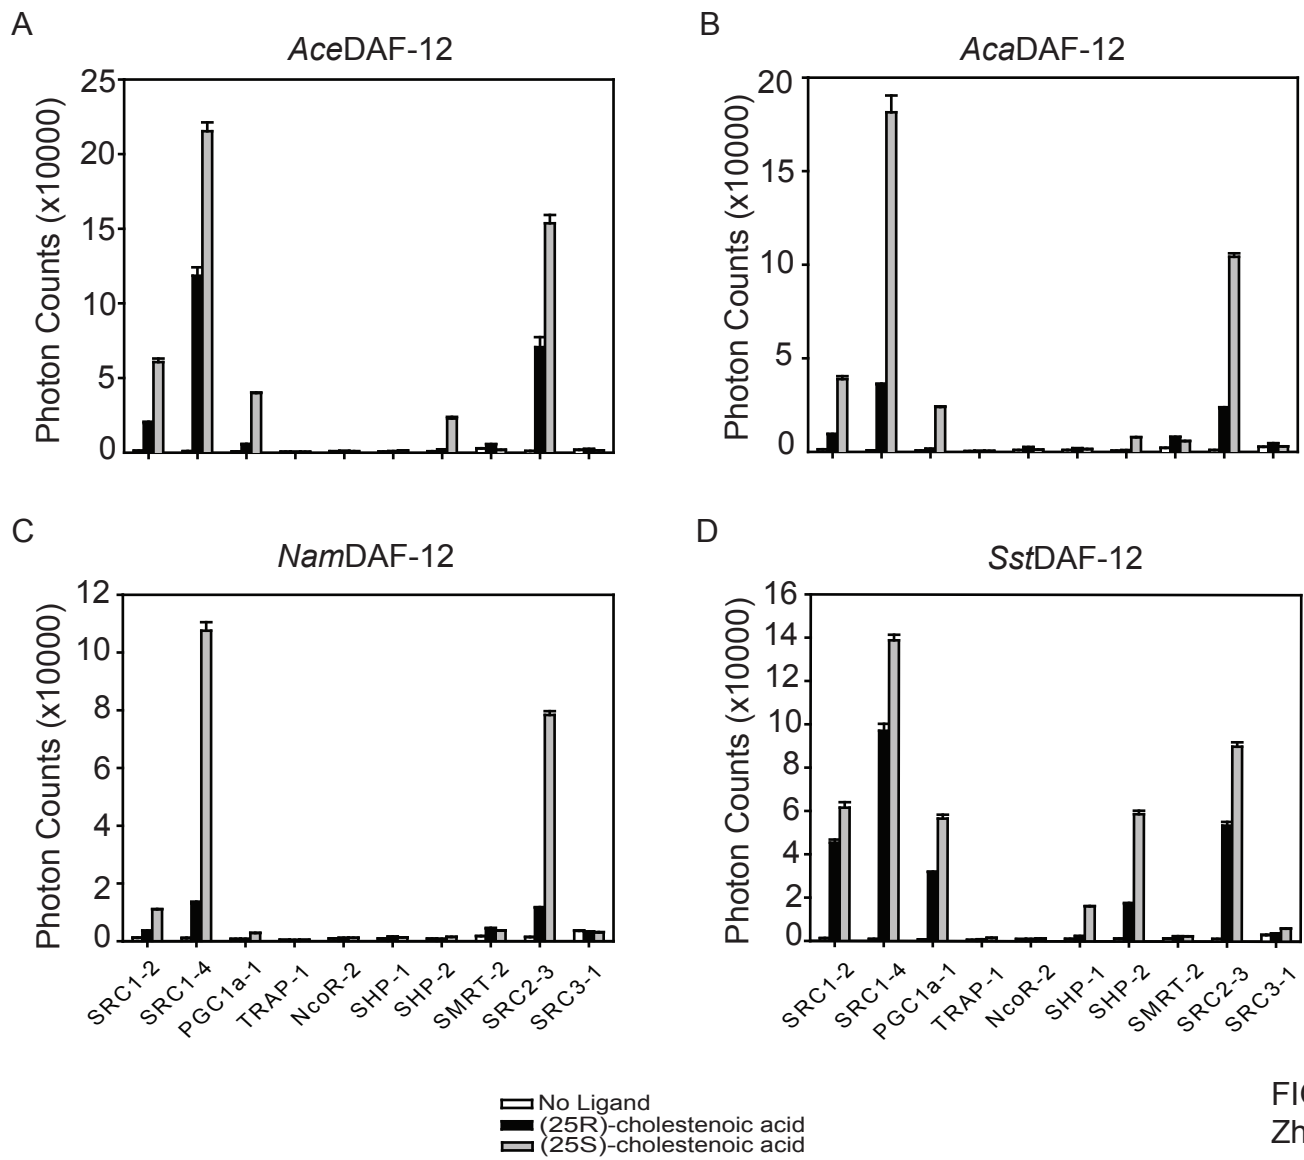 A
AceDAF-12
Photon Counts (x10000)
25
20
15
10
5
0
B
AcaDAF-12
Photon Counts (x10000)
20
15
10
5
0
C
NamDAF-12
Photon Counts (x10000)
12
10
8
6
4
2
0
SRC1-2
SRC1-4
PGC1a-1
TRAP-1
NcoR-2
SHP-1
SHP-2
SMRT-2
SRC2-3
SRC3-1
D
SstDAF-12
Photon Counts (x10000)
16
14
12
10
8
6
4
2
0
SRC1-2
SRC1-4
PGC1a-1
TRAP-1
NcoR-2
SHP-1
SHP-2
SMRT-2
SRC2-3
SRC3-1
No Ligand
(25R)-cholestenoic acid
(25S)-cholestenoic acid